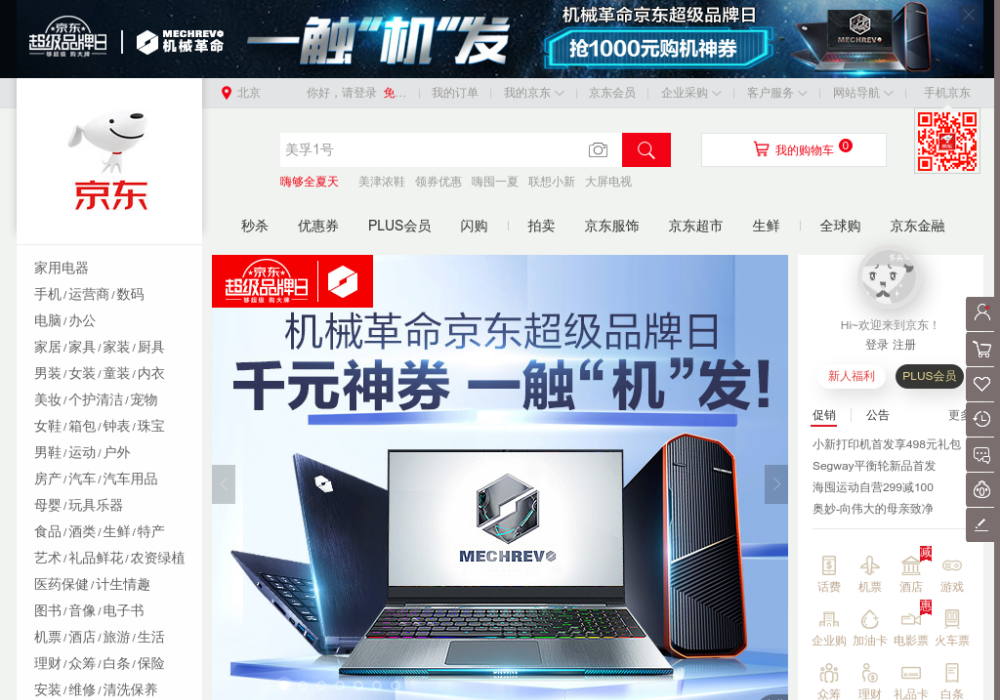 京东
超级品牌日
够超级 购大牌
MECHREVO
机械革命
一触“机”发
机械革命京东超级品牌日
抢1000元购机神券
MECHREVO
北京
你好，请登录 免...
我的订单
我的京东
京东会员
企业采购
客户服务
网站导航
手机京东
京东
美孚1号
我的购物车
0
嗨够全夏天 美津浓鞋 领券优惠 嗨囤一夏 联想小新 大屏电视
秒杀 优惠券 PLUS会员 闪购 拍卖 京东服饰 京东超市 生鲜 全球购 京东金融
家用电器
手机/运营商/数码
电脑/办公
家居/家具/家装/厨具
男装/女装/童装/内衣
美妆/个护清洁/宠物
女鞋/箱包/钟表/珠宝
男鞋/运动/户外
房产/汽车/汽车用品
母婴/玩具乐器
食品/酒类/生鲜/特产
艺术/礼品鲜花/农资绿植
医药保健/计生情趣
图书/音像/电子书
机票/酒店/旅游/生活
理财/众筹/白条/保险
安装/维修/清洗保养
京东
超级品牌日
够超级 购大牌
机械革命京东超级品牌日
千元神券 一触“机”发!
MECHREVO
Hi~欢迎来到京东！
登录 注册
新人福利 PLUS会员
促销 公告 更多
小新打印机首发享498元礼包
Segway平衡轮新品首发
海囤运动自营299减100
奥妙-向伟大的母亲致净
减
话费 机票 酒店 游戏
惠
企业购 加油卡 电影票 火车票
众筹 理财 礼品卡 白条